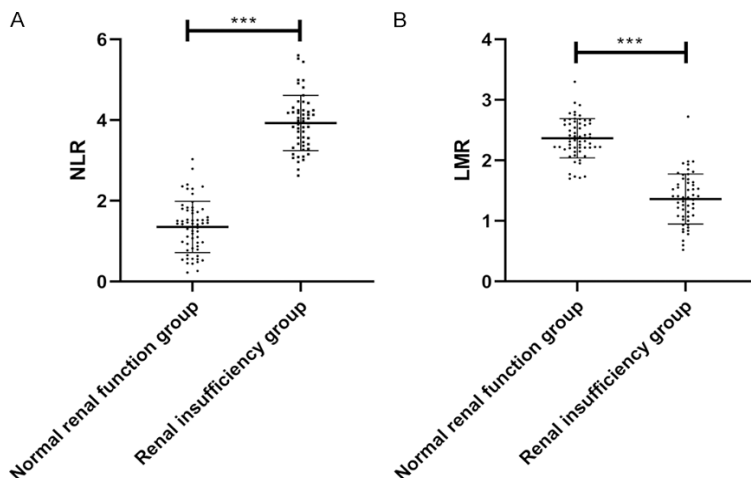 A
NLR
6
4
2
0
***
Normal renal function group
Renal insufficiency group
B
LMR
4
3
2
1
0
***
Normal renal function group
Renal insufficiency group